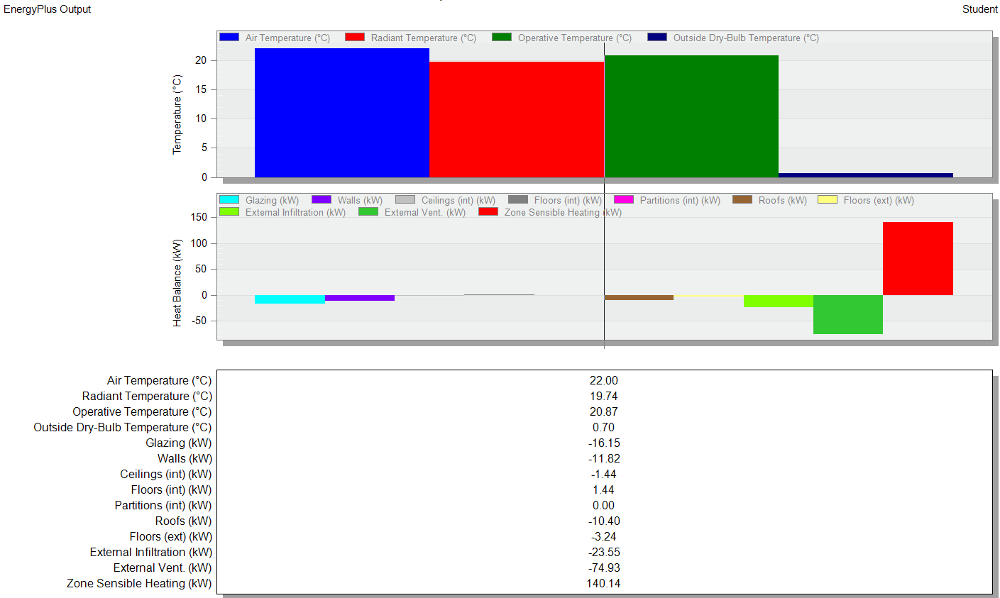 EnergyPlus Output
Student
Air Temperature (°C) Radiant Temperature (°C) Operative Temperature (°C) Outside Dry-Bulb Temperature (°C)
Temperature (°C)
20
15
10
5
0
Glazing (kW) Walls (kW) Ceilings (int) (kW) Floors (int) (kW) Partitions (int) (kW) Roofs (kW) Floors (ext) (kW)
External Infiltration (kW) External Vent. (kW) Zone Sensible Heating (kW)
Heat Balance (kW)
150
100
50
0
-50
Air Temperature (°C) 22.00
Radiant Temperature (°C) 19.74
Operative Temperature (°C) 20.87
Outside Dry-Bulb Temperature (°C) 0.70
Glazing (kW) -16.15
Walls (kW) -11.82
Ceilings (int) (kW) -1.44
Floors (int) (kW) 1.44
Partitions (int) (kW) 0.00
Roofs (kW) -10.40
Floors (ext) (kW) -3.24
External Infiltration (kW) -23.55
External Vent. (kW) -74.93
Zone Sensible Heating (kW) 140.14